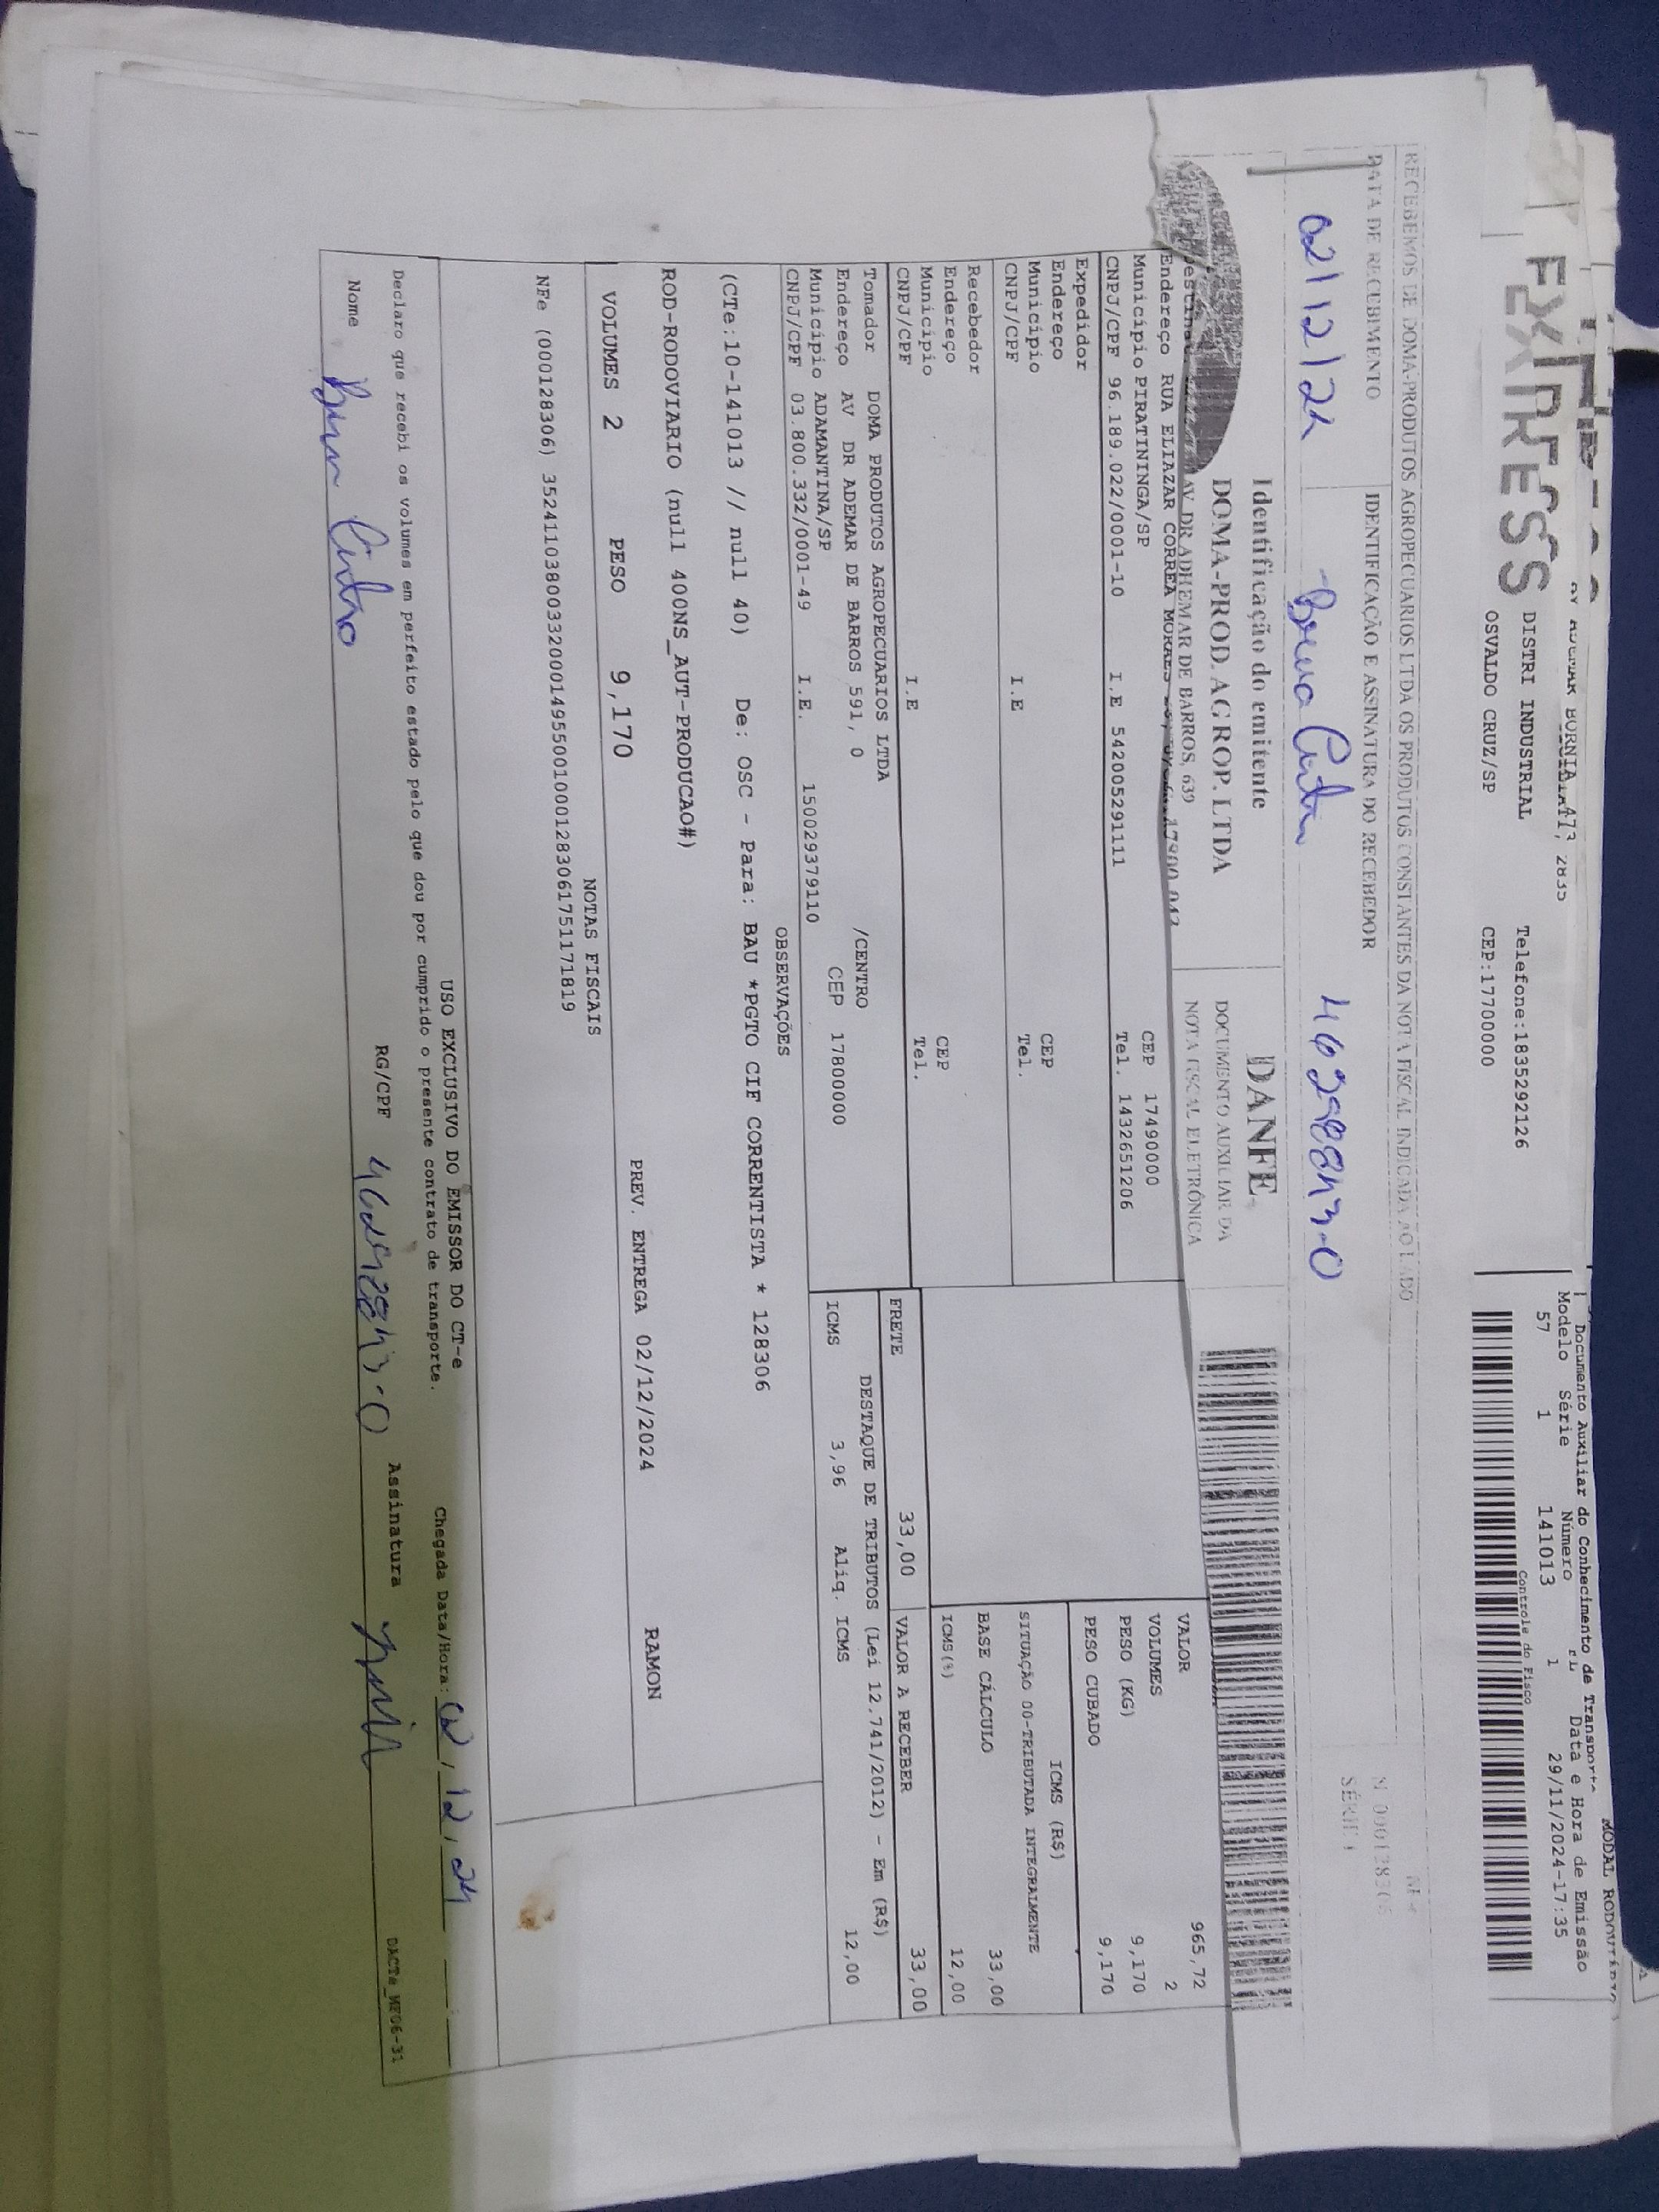 EXPRESS
DISTRI INDUSTRIAL
Telefone:1835292126
OSVALDO CRUZ/SP
CEP:17700000
MODAL RODOVIÁRIO
Documento Auxiliar do Conhecimento de Transporte
Modelo Série Número FL Data e Hora de Emissão
57 1 141013 1 29/11/2024-17:35
Controle do Fisco
RECEBEMOS DE DOMA-PRODUTOS AGROPECUARIOS LTDA OS PRODUTOS CONSTANTES DA NOTA FISCAL INDICADA AO LADO
DATA DE RECEBIMENTO
IDENTIFICAÇÃO E ASSINATURA DO RECEBEDOR
SÉRIE 1
02/12/24
Identificação do emitente
DOMA-PROD. AGROP. LTDA
AV DR ADHEMAR DE BARROS, 639
DANFE
DOCUMENTO AUXILIAR DA
NOTA FISCAL ELETRÔNICA
Endereço RUA ELIAZAR CORREA MORAES
Município PIRATININGA/SP CEP 17490000
CNPJ/CPF 96.189.022/0001-10 I.E 542005291111 Tel. 1432651206
Expedidor
Endereço
Município CEP
CNPJ/CPF I.E Tel.
Recebedor
Endereço
Município CEP
CNPJ/CPF I.E Tel.
VALOR 965,72
VOLUMES 2
PESO (KG) 9,170
PESO CUBADO 9,170
ICMS (R$)
SITUAÇÃO 00-TRIBUTADA INTEGRALMENTE
BASE CÁLCULO 33,00
ICMS(%) 12,00
Tomador DOMA PRODUTOS AGROPECUARIOS LTDA
Endereço AV DR ADEMAR DE BARROS 591, 0 /CENTRO
Município ADAMANTINA/SP CEP 17800000
CNPJ/CPF 03.800.332/0001-49 I.E. 150029379110
FRETE 33,00 VALOR A RECEBER 33,00
DESTAQUE DE TRIBUTOS (Lei 12.741/2012) - Em (R$)
ICMS 3,96 Aliq. ICMS 12,00
OBSERVAÇÕES
(CTe:10-141013 // null 40) De: OSC - Para: BAU *PGTO CIF CORRENTISTA * 128306
ROD-RODOVIARIO (null 400NS_AUT-PRODUCAO#)
VOLUMES 2 PESO 9,170 PREV. ENTREGA 02/12/2024 RAMON
NOTAS FISCAIS
NFe (000128306) 35241103800332000149550010001283061751171819
USO EXCLUSIVO DO EMISSOR DO CT-e
Declaro que recebi os volumes em perfeito estado pelo que dou por cumprido o presente contrato de transporte.
Chegada Data/Hora: 02/12/24
Nome RG/CPF Assinatura
DACTe_MF06-31